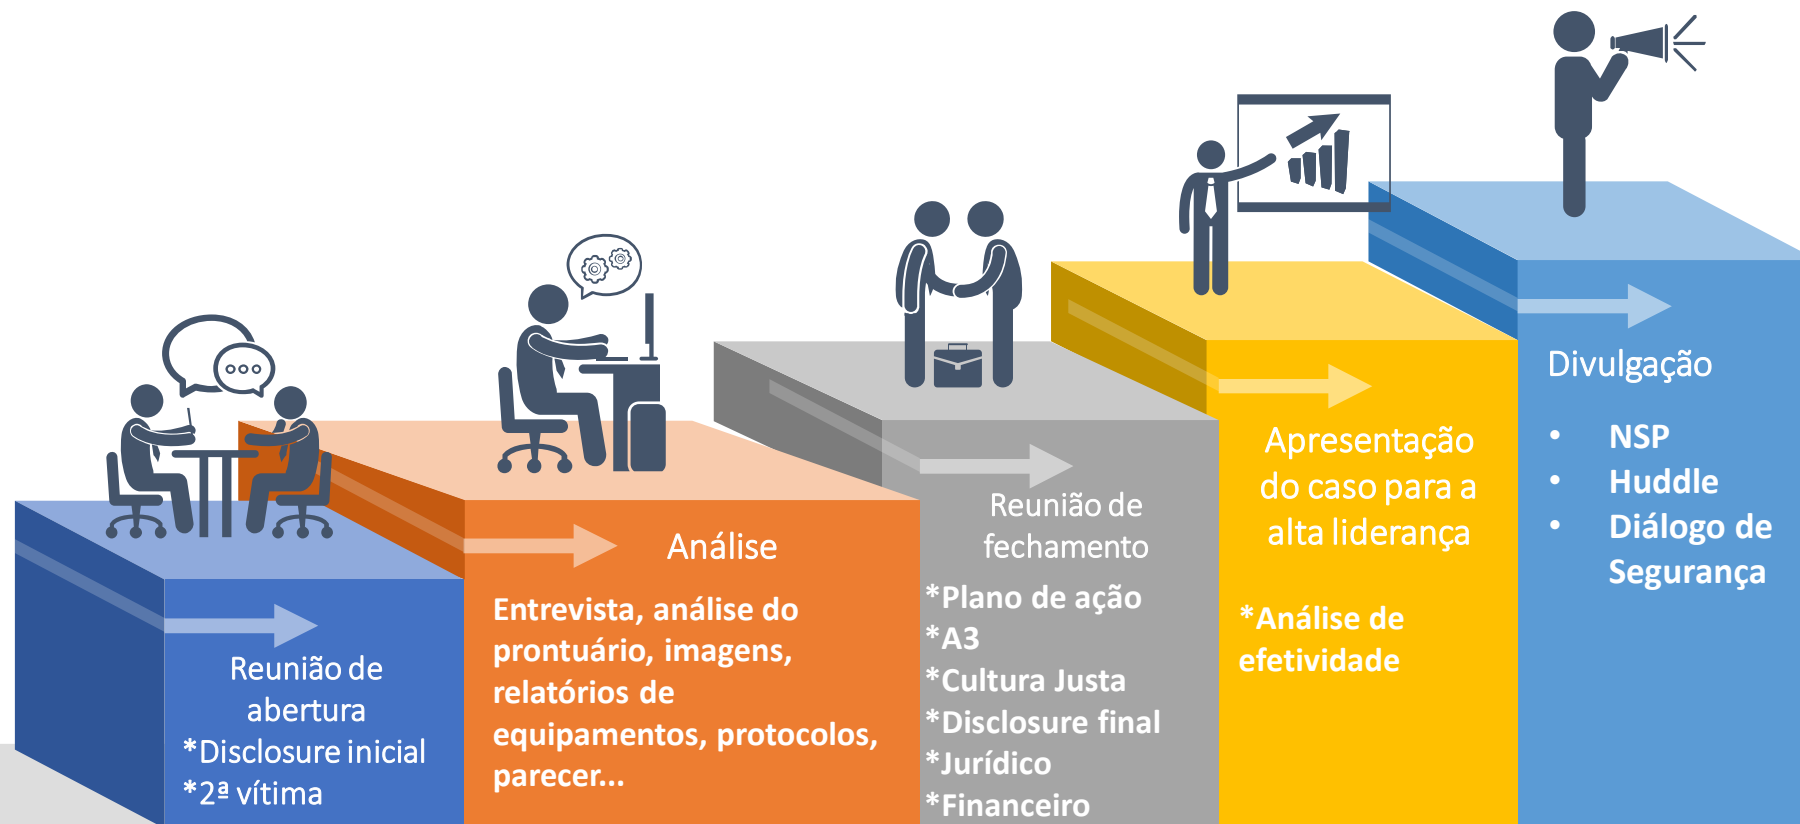 Reunião de
abertura
*Disclosure inicial
*2ª vítima
Análise
Entrevista, análise do
prontuário, imagens,
relatórios de
equipamentos, protocolos,
parecer...
Reunião de
fechamento
*Plano de ação
*A3
*Cultura Justa
*Disclosure final
*Jurídico
*Financeiro
Apresentação
do caso para a
alta liderança
*Análise de
efetividade
Divulgação
• NSP
• Huddle
• Diálogo de
Segurança